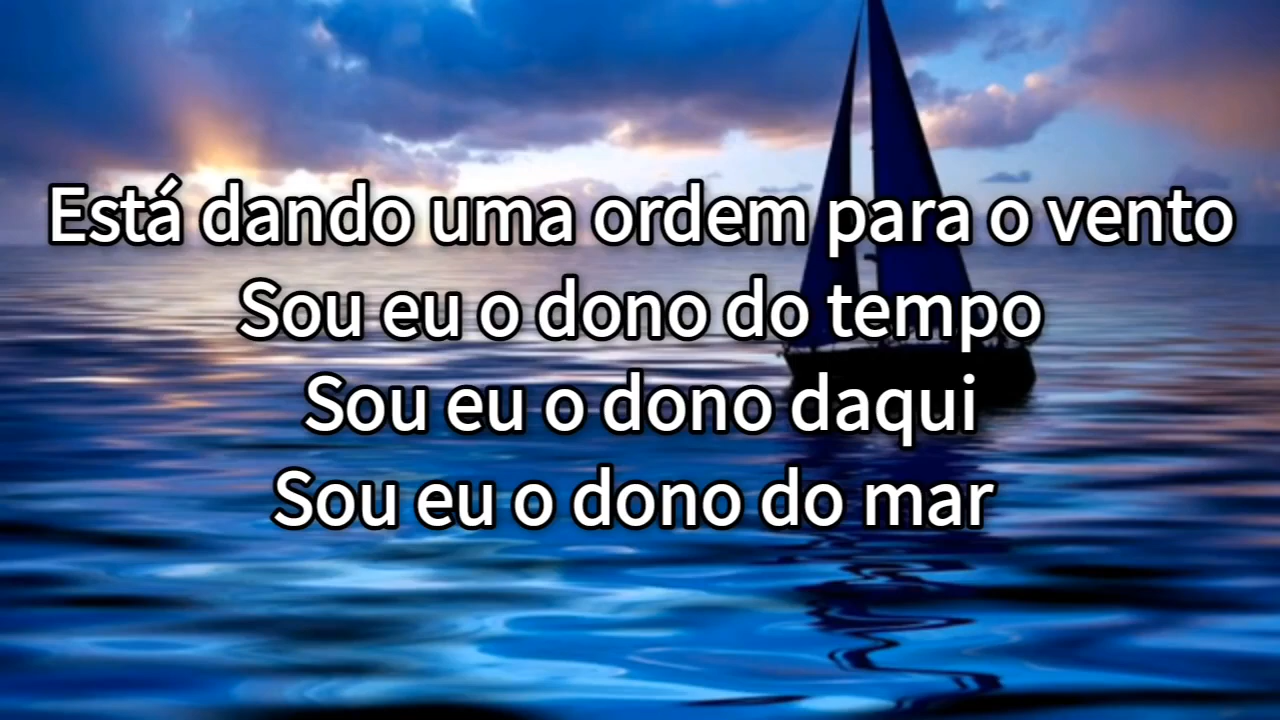 Está dando uma ordem para o vento
Sou eu o dono do tempo
Sou eu o dono daqui
Sou eu o dono do mar